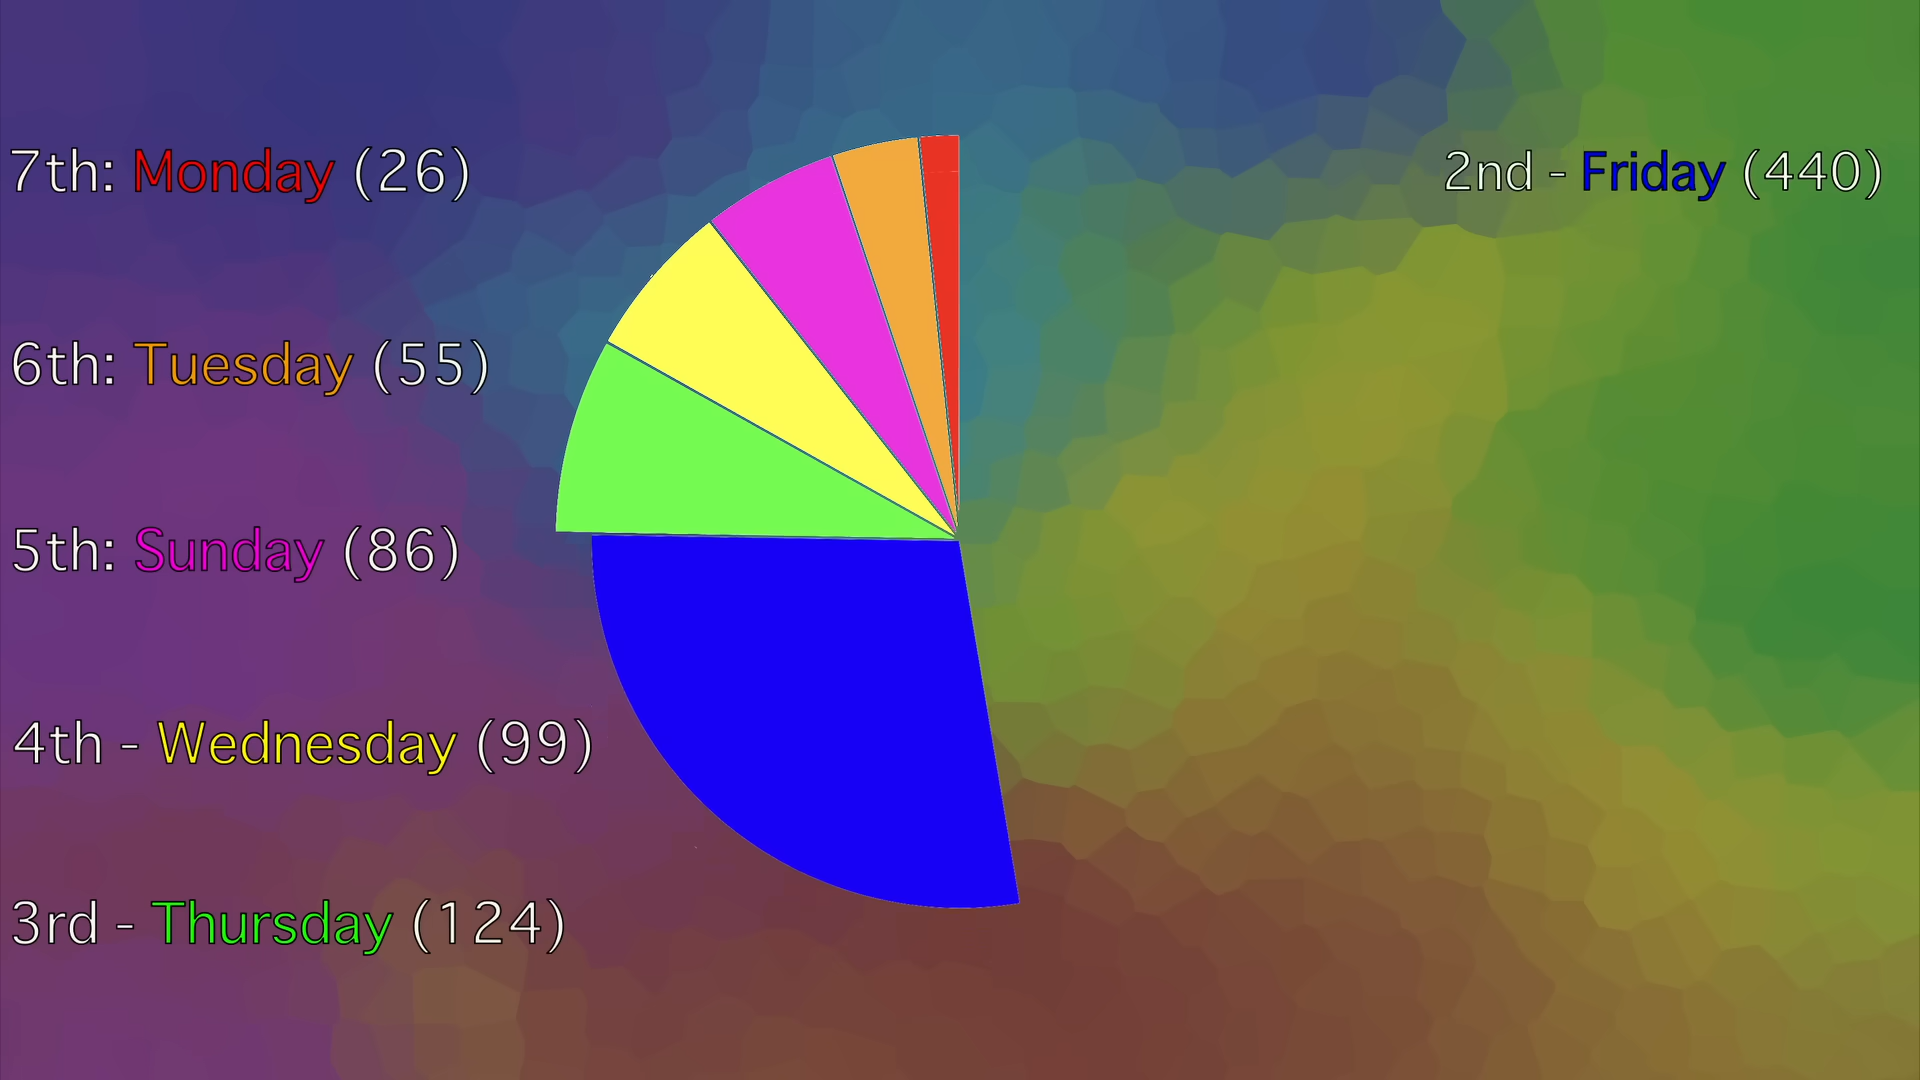 7th: Monday (26)
6th: Tuesday (55)
5th: Sunday (86)
4th - Wednesday (99)
3rd - Thursday (124)
2nd - Friday (440)